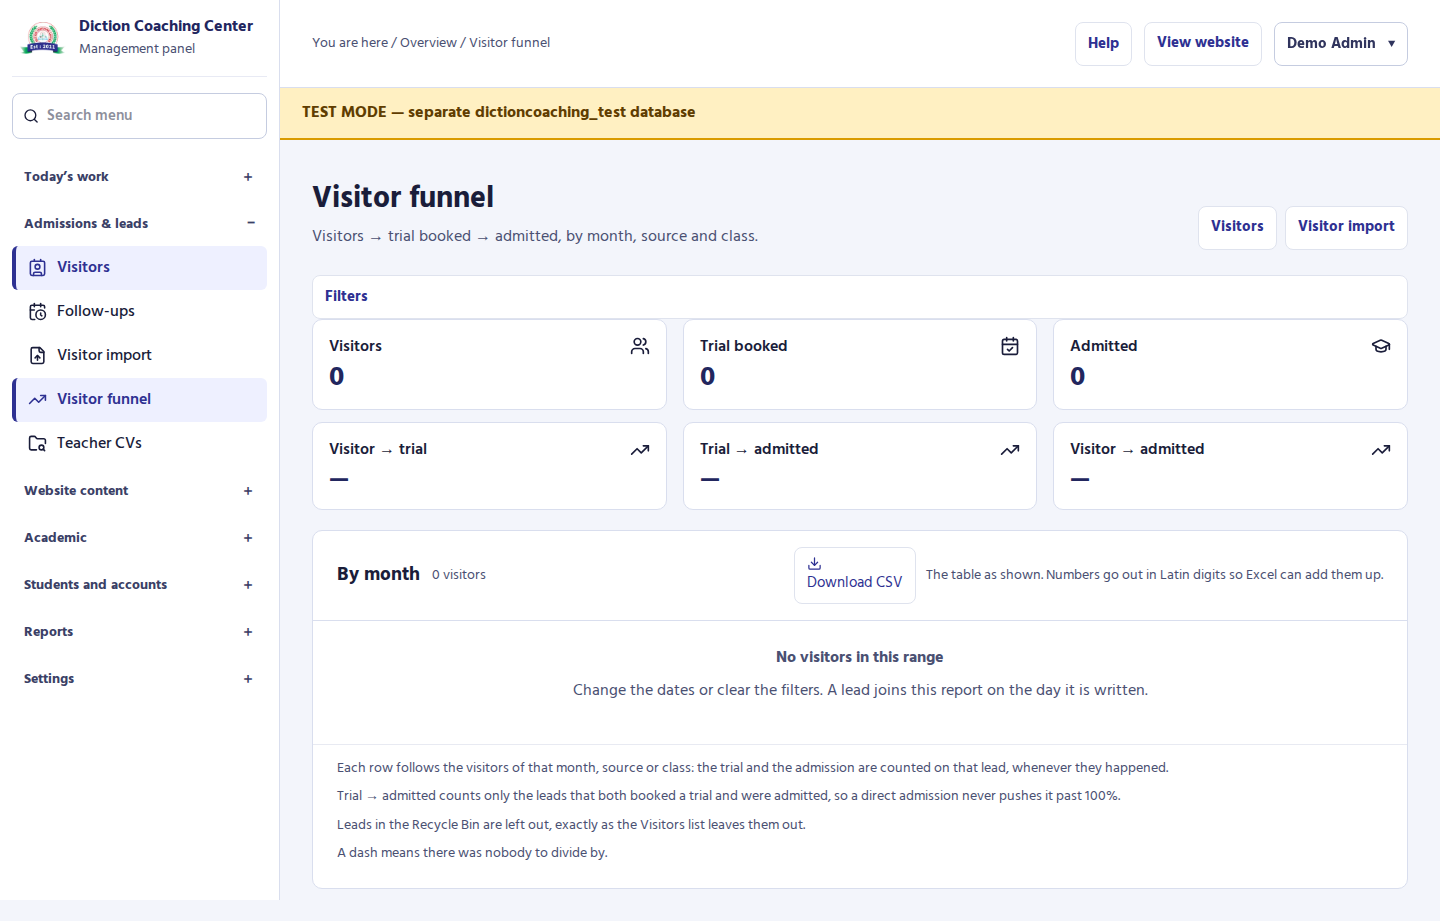 Diction Coaching Center
Management panel
Est : 2011
Search menu
Today's work +
Admissions & leads −
Visitors
Follow-ups
Visitor import
Visitor funnel
Teacher CVs
Website content +
Academic +
Students and accounts +
Reports +
Settings +
You are here / Overview / Visitor funnel
Help
View website
Demo Admin ▾
TEST MODE — separate dictioncoaching_test database
Visitor funnel
Visitors → trial booked → admitted, by month, source and class.
Visitors
Visitor import
Filters
Visitors
0
Trial booked
0
Admitted
0
Visitor → trial
—
Trial → admitted
—
Visitor → admitted
—
By month 0 visitors
Download CSV
The table as shown. Numbers go out in Latin digits so Excel can add them up.
No visitors in this range
Change the dates or clear the filters. A lead joins this report on the day it is written.
Each row follows the visitors of that month, source or class: the trial and the admission are counted on that lead, whenever they happened.
Trial → admitted counts only the leads that both booked a trial and were admitted, so a direct admission never pushes it past 100%.
Leads in the Recycle Bin are left out, exactly as the Visitors list leaves them out.
A dash means there was nobody to divide by.